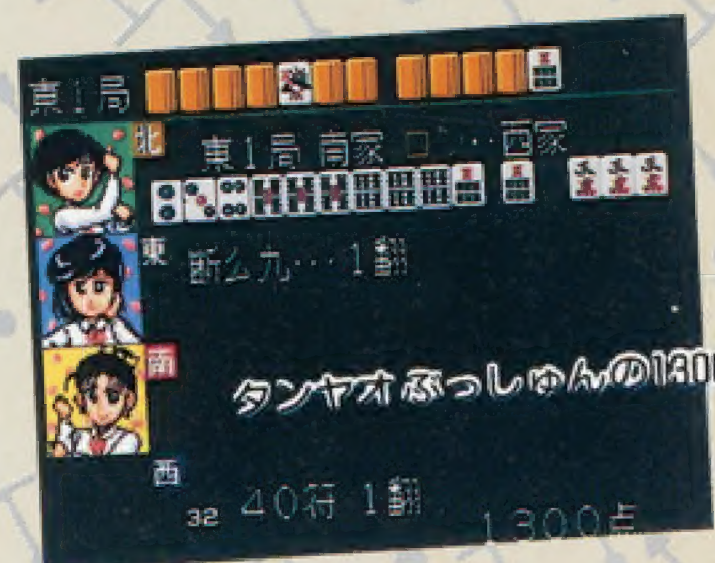 東1局
北
東1局 南家 ロン…西家
東
断么九…1翻
南
タンヤオぶっしゅんの1300
西
32 40符 1翻
1300点